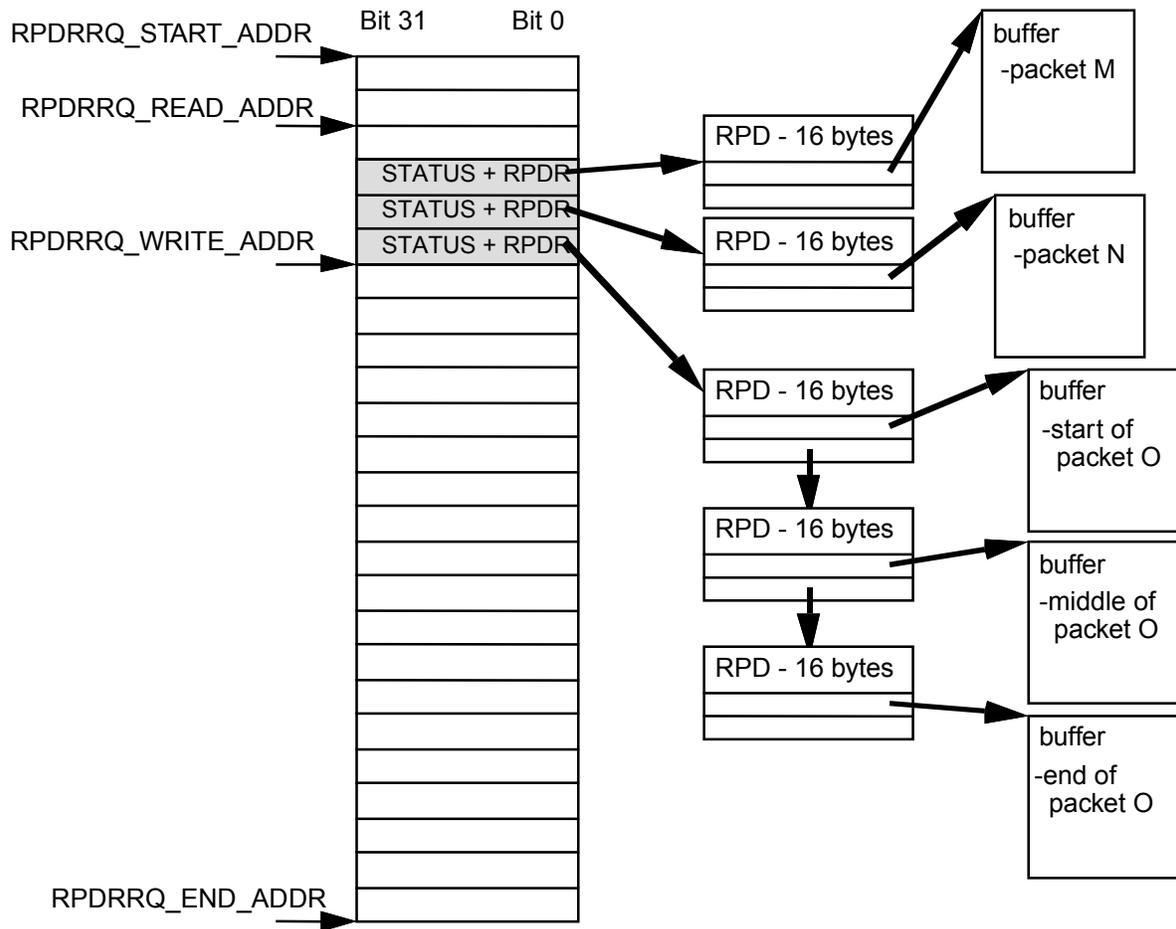 Bit 31 Bit 0
RPDRRQ_START_ADDR
RPDRRQ_READ_ADDR
STATUS + RPDR
STATUS + RPDR
STATUS + RPDR
RPDRRQ_WRITE_ADDR
RPDRRQ_END_ADDR
RPD - 16 bytes
buffer
-packet M
RPD - 16 bytes
buffer
-packet N
RPD - 16 bytes
buffer
-start of
packet O
RPD - 16 bytes
buffer
-middle of
packet O
RPD - 16 bytes
buffer
-end of
packet O